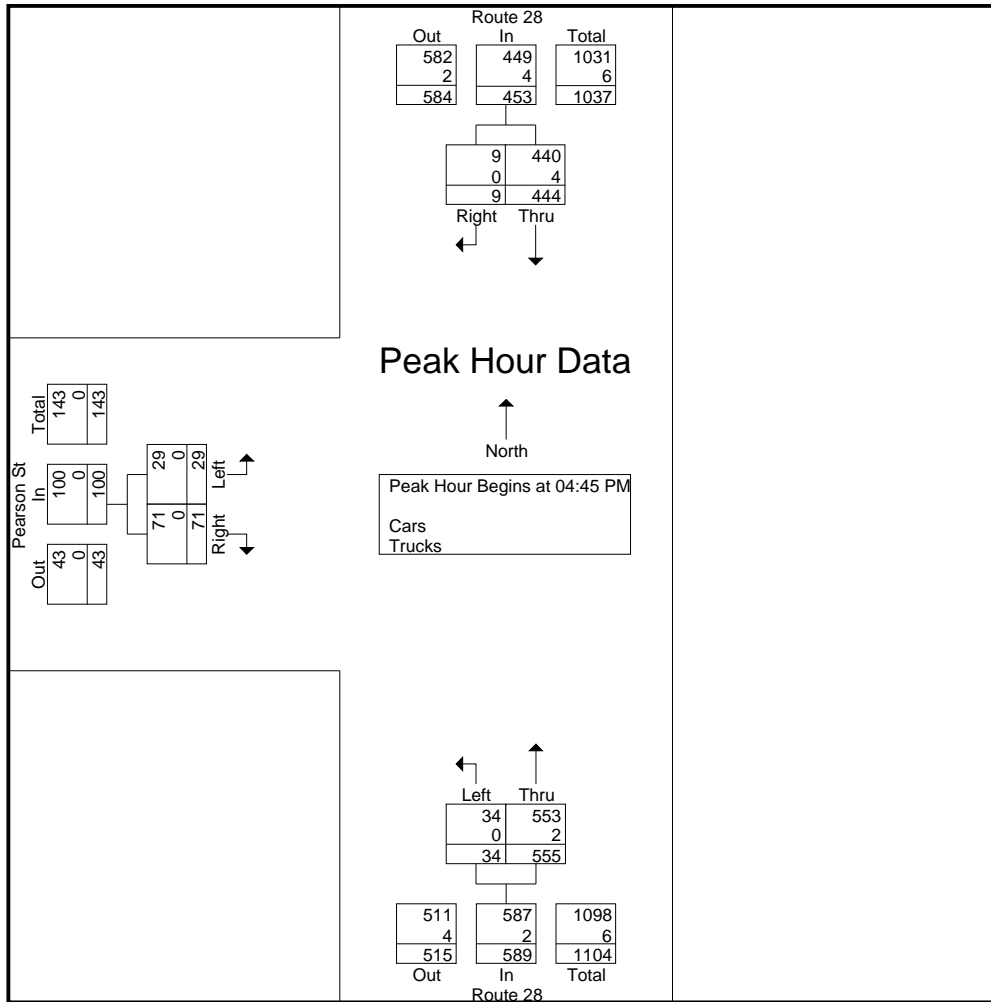 Route 28
Out In Total
582 449 1031
2 4 6
584 453 1037
9 440
0 4
9 444
Right Thru
Peak Hour Data
North
Peak Hour Begins at 04:45 PM
Cars
Trucks
Pearson St
Out In Total
43 100 143
0 0 0
43 100 143
71 29
0 0
71 29
Right Left
Left Thru
34 553
0 2
34 555
511 587 1098
4 2 6
515 589 1104
Out In Total
Route 28